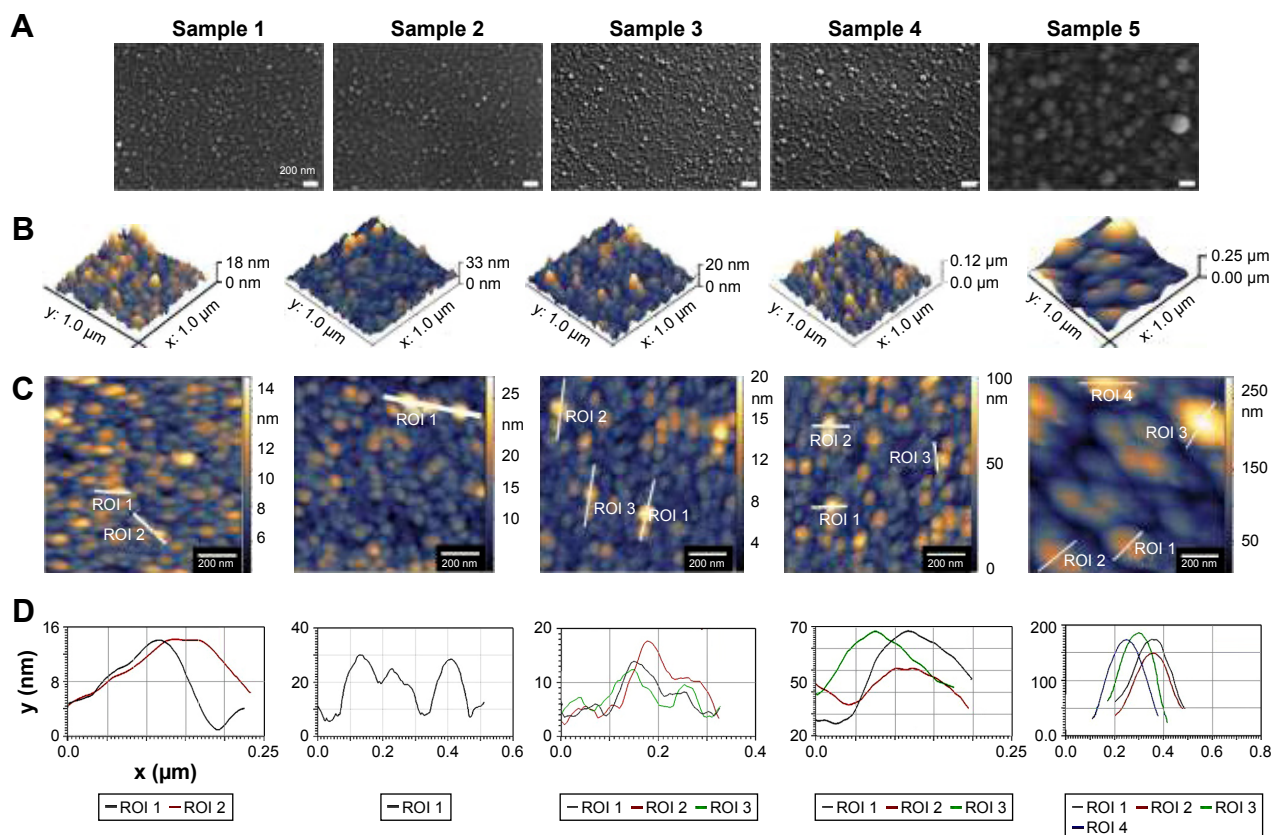 A
Sample 1 Sample 2 Sample 3 Sample 4 Sample 5
200 nm
B
18 nm
0 nm
y: 1.0 µm
x: 1.0 µm
33 nm
0 nm
y: 1.0 µm
x: 1.0 µm
20 nm
0 nm
y: 1.0 µm
x: 1.0 µm
0.12 µm
0.0 µm
y: 1.0 µm
x: 1.0 µm
0.25 µm
0.00 µm
y: 1.0 µm
x: 1.0 µm
C
14
nm
12
10
8
6
ROI 1
ROI 2
200 nm
25
nm
20
15
10
ROI 1
200 nm
20
nm
15
12
8
4
ROI 2
ROI 3
ROI 1
200 nm
100
nm
50
0
ROI 2
ROI 3
ROI 1
200 nm
250
nm
150
50
ROI 4
ROI 3
ROI 2
ROI 1
200 nm
D
y (nm)
16
8
0
0.0 0.25
x (µm)
ROI 1 ROI 2
40
20
0
0.0 0.2 0.4 0.6
ROI 1
20
10
0
0.0 0.2 0.4
ROI 1 ROI 2 ROI 3
70
50
20
0.0 0.25
ROI 1 ROI 2 ROI 3
200
100
0.0
0.0 0.2 0.4 0.6 0.8
ROI 1 ROI 2 ROI 3
ROI 4